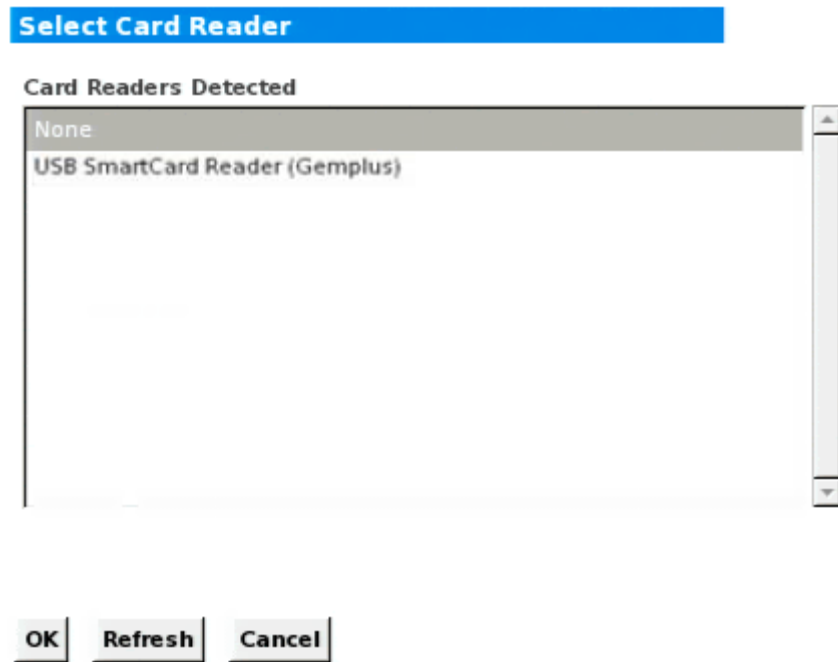 Select Card Reader
Card Readers Detected
None
USB SmartCard Reader (Gemplus)
OK Refresh Cancel